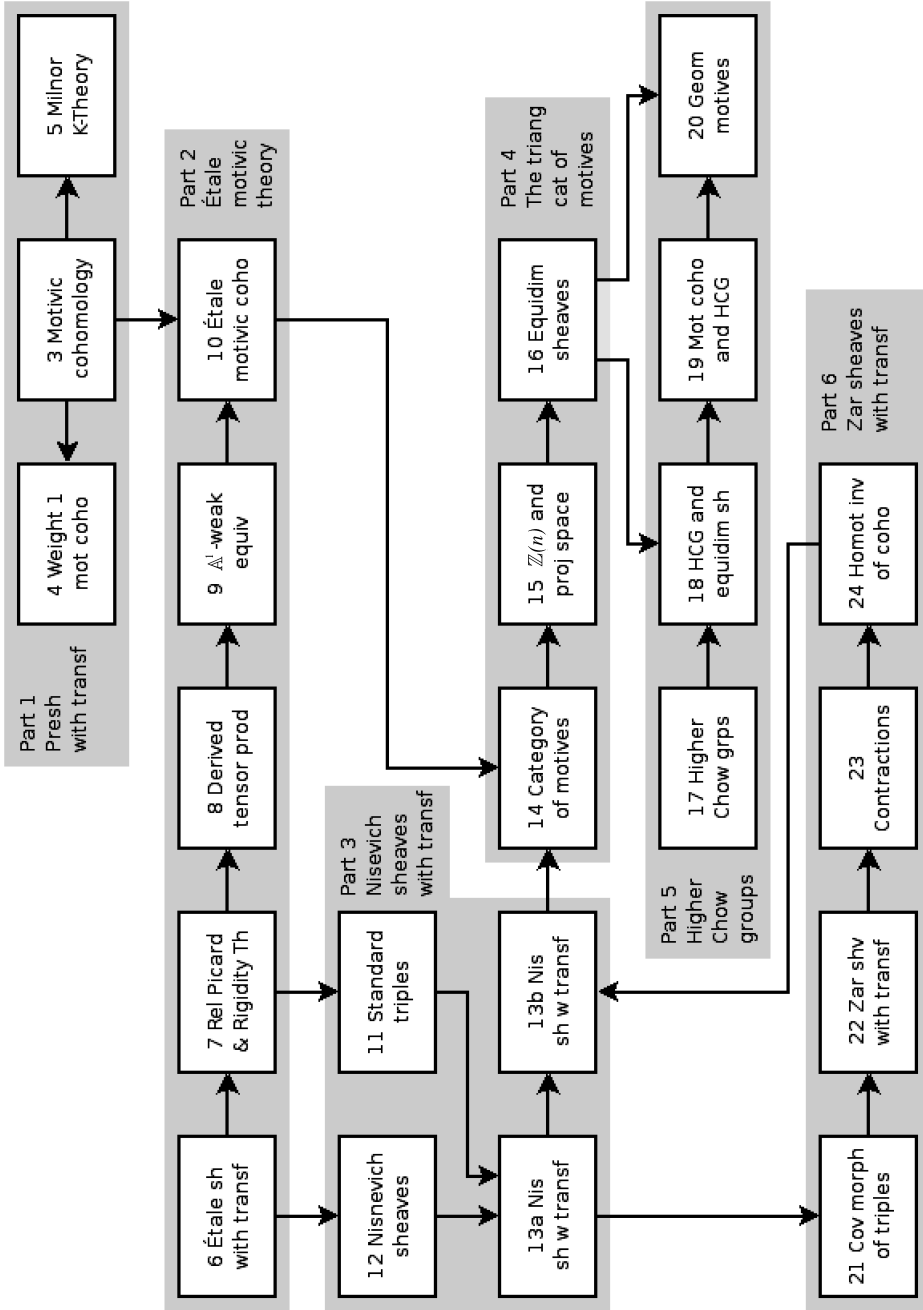 Part 1
Presh
with transf
4 Weight 1
mot coho
3 Motivic
cohomology
5 Milnor
K-Theory
6 Étale sh
with transf
7 Rel Picard
& Rigidity Th
8 Derived
tensor prod
9 𝔸¹-weak
equiv
10 Étale
motivic coho
Part 2
Étale
motivic
theory
12 Nisnevich
sheaves
11 Standard
triples
Part 3
Nisevich
sheaves
with transf
13a Nis
sh w transf
13b Nis
sh w transf
14 Category
of motives
15 ℤ(n) and
proj space
16 Equidim
sheaves
Part 4
The triang
cat of
motives
Part 5
Higher
Chow
groups
17 Higher
Chow grps
18 HCG and
equidim sh
19 Mot coho
and HCG
20 Geom
motives
21 Cov morph
of triples
22 Zar shv
with transf
23
Contractions
24 Homot inv
of coho
Part 6
Zar sheaves
with transf